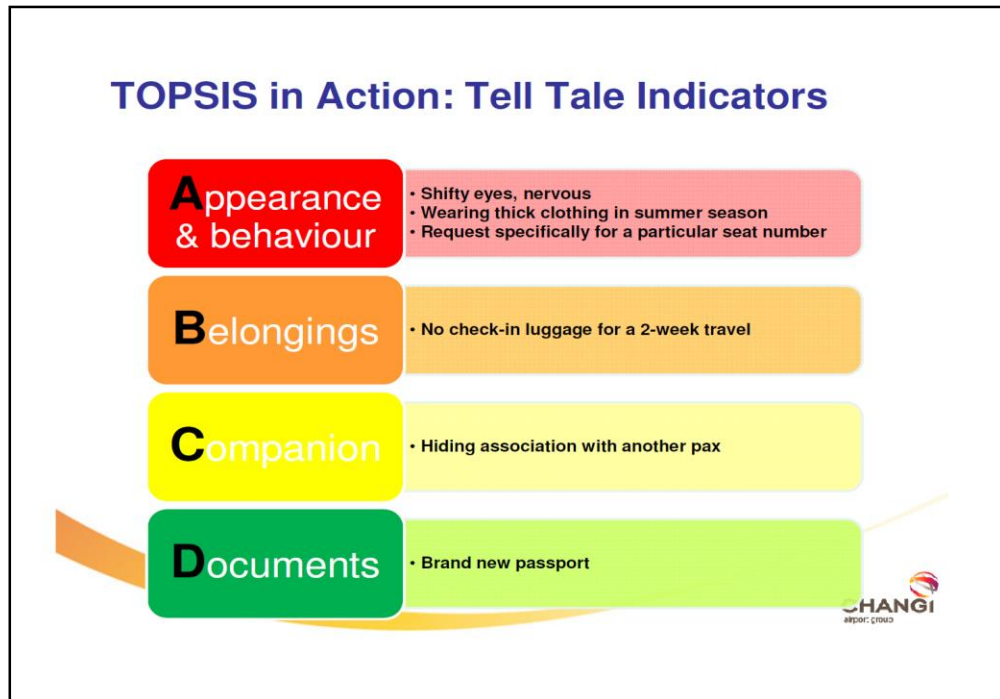 TOPSIS in Action: Tell Tale Indicators
Appearance
& behaviour
• Shifty eyes, nervous
• Wearing thick clothing in summer season
• Request specifically for a particular seat number
Belongings
• No check-in luggage for a 2-week travel
Companion
• Hiding association with another pax
Documents
• Brand new passport
CHANGI
airport group